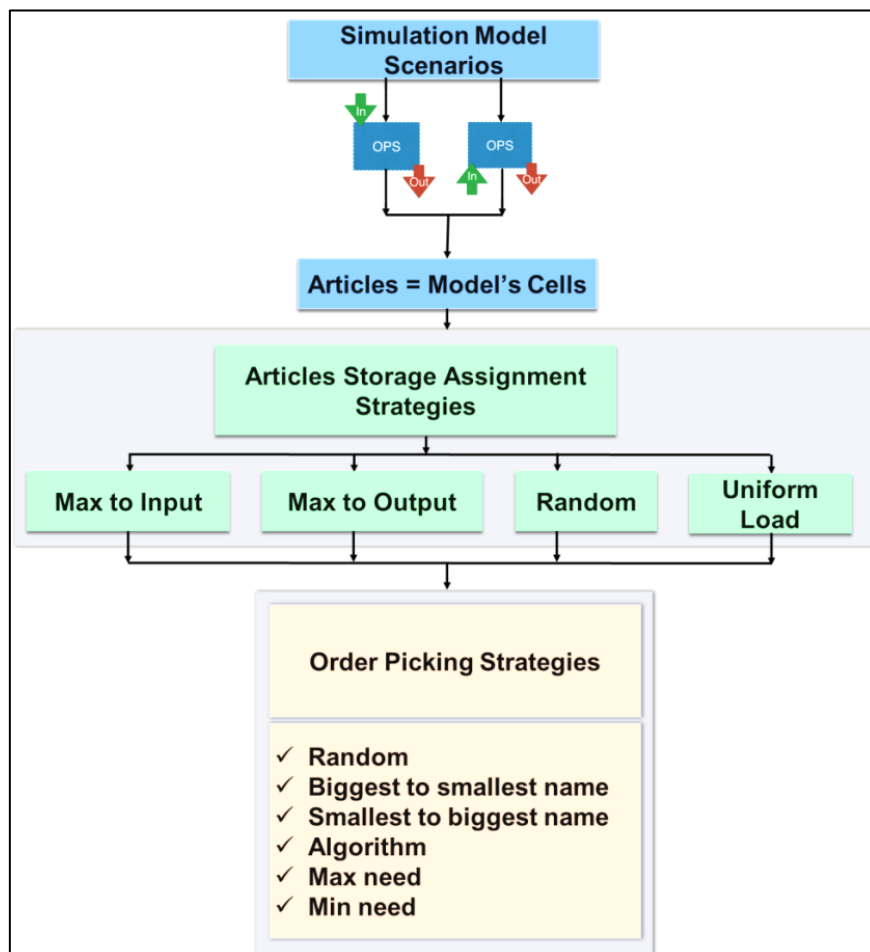 Simulation Model
Scenarios
In
OPS
Out
OPS
In
Out
Articles = Model's Cells
Articles Storage Assignment
Strategies
Max to Input
Max to Output
Random
Uniform
Load
Order Picking Strategies
✓ Random
✓ Biggest to smallest name
✓ Smallest to biggest name
✓ Algorithm
✓ Max need
✓ Min need